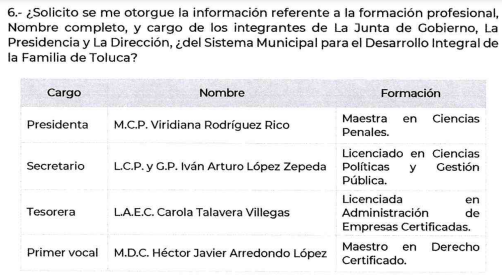 6.- ¿Solicito se me otorgue la información referente a la formación profesional,
Nombre completo, y cargo de los integrantes de La Junta de Gobierno, La
Presidencia y La Dirección, ¿del Sistema Municipal para el Desarrollo Integral de
la Familia de Toluca?
Cargo Nombre Formación
Presidenta M.C.P. Viridiana Rodríguez Rico Maestra en Ciencias
Penales.
Secretario L.C.P. y G.P. Iván Arturo López Zepeda Licenciado en Ciencias
Políticas y Gestión
Pública.
Tesorera L.A.E.C. Carola Talavera Villegas Licenciada en
Administración de
Empresas Certificadas.
Primer vocal M.D.C. Héctor Javier Arredondo López Maestro en Derecho
Certificado.